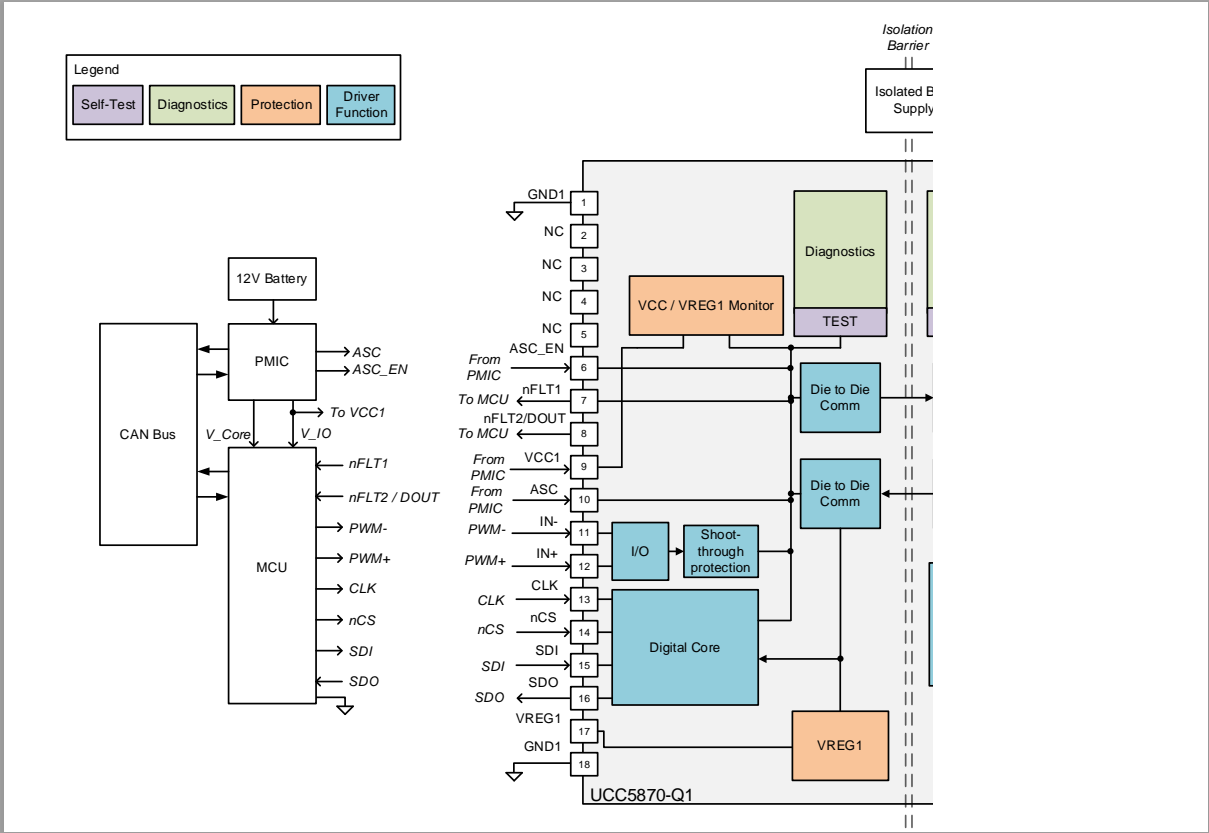 Isolation
Barrier
Legend
Self-Test
Diagnostics
Protection
Driver
Function
Isolated B
Supply
GND1
1
NC
2
NC
3
NC
4
NC
5
Diagnostics
TEST
VCC / VREG1 Monitor
12V Battery
PMIC
ASC
ASC_EN
To VCC1
V_Core
V_IO
CAN Bus
MCU
nFLT1
nFLT2 / DOUT
PWM-
PWM+
CLK
nCS
SDI
SDO
ASC_EN
From
PMIC
6
nFLT1
To MCU
7
nFLT2/DOUT
To MCU
8
VCC1
From
PMIC
9
ASC
From
PMIC
10
IN-
PWM-
11
IN+
PWM+
12
CLK
CLK
13
nCS
nCS
14
SDI
SDI
15
SDO
SDO
16
VREG1
17
GND1
18
Die to Die
Comm
Die to Die
Comm
I/O
Shoot-
through
protection
Digital Core
VREG1
UCC5870-Q1